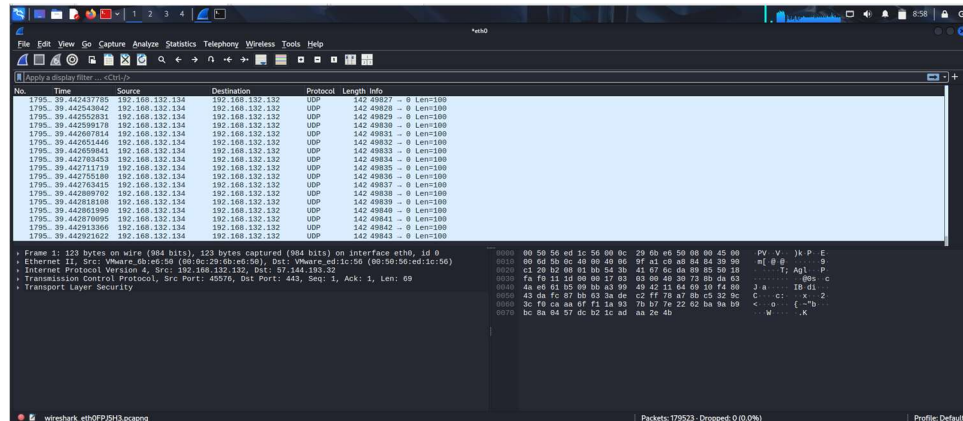 1 2 3 4 8:58
*eth0
File Edit View Go Capture Analyze Statistics Telephony Wireless Tools Help
Apply a display filter ... <Ctrl-/>
No. Time Source Destination Protocol Length Info
1795… 39.442437785 192.168.132.134 192.168.132.132 UDP 142 49827 → 0 Len=100
1795… 39.442543042 192.168.132.134 192.168.132.132 UDP 142 49828 → 0 Len=100
1795… 39.442552831 192.168.132.134 192.168.132.132 UDP 142 49829 → 0 Len=100
1795… 39.442599178 192.168.132.134 192.168.132.132 UDP 142 49830 → 0 Len=100
1795… 39.442607814 192.168.132.134 192.168.132.132 UDP 142 49831 → 0 Len=100
1795… 39.442651446 192.168.132.134 192.168.132.132 UDP 142 49832 → 0 Len=100
1795… 39.442659841 192.168.132.134 192.168.132.132 UDP 142 49833 → 0 Len=100
1795… 39.442703453 192.168.132.134 192.168.132.132 UDP 142 49834 → 0 Len=100
1795… 39.442711719 192.168.132.134 192.168.132.132 UDP 142 49835 → 0 Len=100
1795… 39.442755180 192.168.132.134 192.168.132.132 UDP 142 49836 → 0 Len=100
1795… 39.442763415 192.168.132.134 192.168.132.132 UDP 142 49837 → 0 Len=100
1795… 39.442809702 192.168.132.134 192.168.132.132 UDP 142 49838 → 0 Len=100
1795… 39.442818108 192.168.132.134 192.168.132.132 UDP 142 49839 → 0 Len=100
1795… 39.442861990 192.168.132.134 192.168.132.132 UDP 142 49840 → 0 Len=100
1795… 39.442870095 192.168.132.134 192.168.132.132 UDP 142 49841 → 0 Len=100
1795… 39.442913366 192.168.132.134 192.168.132.132 UDP 142 49842 → 0 Len=100
1795… 39.442921622 192.168.132.134 192.168.132.132 UDP 142 49843 → 0 Len=100
Frame 1: 123 bytes on wire (984 bits), 123 bytes captured (984 bits) on interface eth0, id 0
Ethernet II, Src: VMware_6b:e6:50 (00:0c:29:6b:e6:50), Dst: VMware_ed:1c:56 (00:50:56:ed:1c:56)
Internet Protocol Version 4, Src: 192.168.132.132, Dst: 57.144.193.32
Transmission Control Protocol, Src Port: 45576, Dst Port: 443, Seq: 1, Ack: 1, Len: 69
Transport Layer Security
0000 00 50 56 ed 1c 56 00 0c 29 6b e6 50 08 00 45 00
0010 00 6d 5b 0c 40 00 40 06 9f a1 c0 a8 84 84 39 90
0020 c1 20 b2 08 01 bb 54 3b 41 67 6c da 89 85 50 18
0030 fa f0 11 1d 00 00 17 03 03 00 40 30 73 8b da 63
0040 4a e6 61 b5 09 bb a3 99 49 42 11 64 69 10 f4 80
0050 43 da fc 87 bb 63 3a de c2 ff 78 a7 8b c5 32 9c
0060 3c f0 ca aa 6f f1 1a 93 7b b7 7e 22 62 ba 9a b9
0070 bc 8a 04 57 dc b2 1c ad aa 2e 4b
wireshark_eth0FPJ5H3.pcapng Packets: 179523 · Dropped: 0 (0.0%) Profile: Default